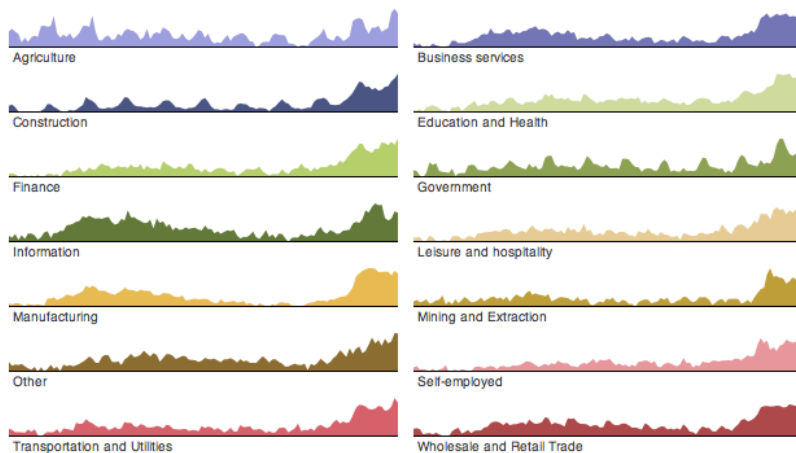 Agriculture
Business services
Construction
Education and Health
Finance
Government
Information
Leisure and hospitality
Manufacturing
Mining and Extraction
Other
Self-employed
Transportation and Utilities
Wholesale and Retail Trade